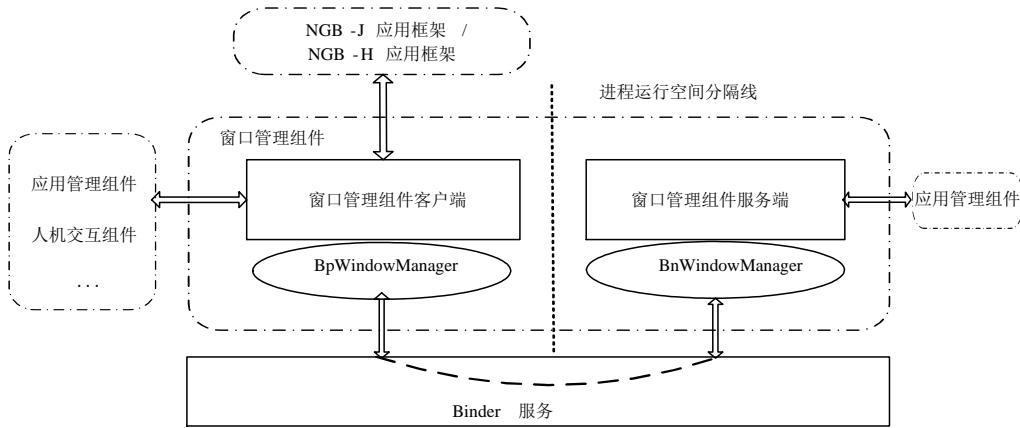 NGB -J 应用框架 /
NGB -H 应用框架
进程运行空间分隔线
窗口管理组件
应用管理组件
人机交互组件
...
窗口管理组件客户端
窗口管理组件服务端
应用管理组件
BpWindowManager
BnWindowManager
Binder 服务